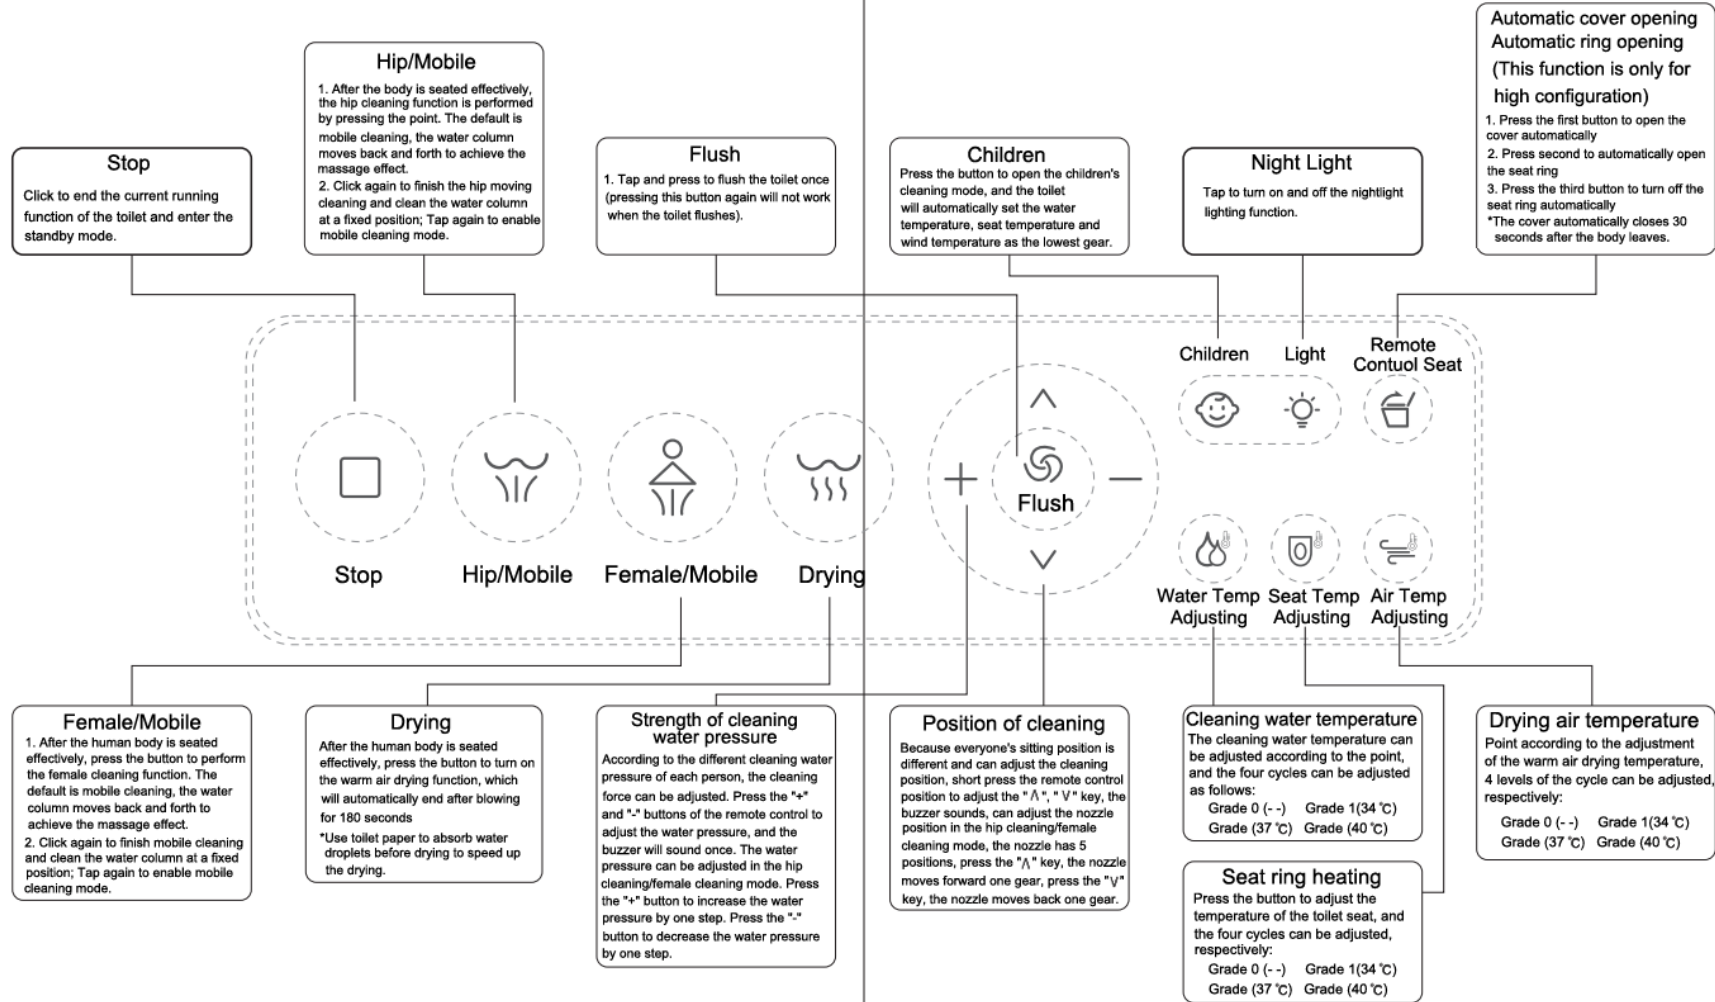 Automatic cover opening
Automatic ring opening
(This function is only for
high configuration)
1. Press the first button to open the
cover automatically
2. Press second to automatically open
the seat ring
3. Press the third button to turn off the
seat ring automatically
*The cover automatically closes 30
seconds after the body leaves.
Hip/Mobile
1. After the body is seated effectively,
the hip cleaning function is performed
by pressing the point. The default is
mobile cleaning, the water column
moves back and forth to achieve the
massage effect.
2. Click again to finish the hip moving
cleaning and clean the water column
at a fixed position; Tap again to enable
mobile cleaning mode.
Stop
Click to end the current running
function of the toilet and enter the
standby mode.
Flush
1. Tap and press to flush the toilet once
(pressing this button again will not work
when the toilet flushes).
Children
Press the button to open the children's
cleaning mode, and the toilet
will automatically set the water
temperature, seat temperature and
wind temperature as the lowest gear.
Night Light
Tap to turn on and off the nightlight
lighting function.
Children
Light
Remote
Contuol Seat
Flush
Stop
Hip/Mobile
Female/Mobile
Drying
Water Temp
Adjusting
Seat Temp
Adjusting
Air Temp
Adjusting
Female/Mobile
1. After the human body is seated
effectively, press the button to perform
the female cleaning function. The
default is mobile cleaning, the water
column moves back and forth to
achieve the massage effect.
2. Click again to finish mobile cleaning
and clean the water column at a fixed
position; Tap again to enable mobile
cleaning mode.
Drying
After the human body is seated
effectively, press the button to turn on
the warm air drying function, which
will automatically end after blowing
for 180 seconds
*Use toilet paper to absorb water
droplets before drying to speed up
the drying.
Strength of cleaning
water pressure
According to the different cleaning water
pressure of each person, the cleaning
force can be adjusted. Press the "+"
and "-" buttons of the remote control to
adjust the water pressure, and the
buzzer will sound once. The water
pressure can be adjusted in the hip
cleaning/female cleaning mode. Press
the "+" button to increase the water
pressure by one step. Press the "-"
button to decrease the water pressure
by one step.
Position of cleaning
Because everyone's sitting position is
different and can adjust the cleaning
position, short press the remote control
position to adjust the "∧", "∨" key, the
buzzer sounds, can adjust the nozzle
position in the hip cleaning/female
cleaning mode, the nozzle has 5
positions, press the "∧" key, the nozzle
moves forward one gear, press the "∨"
key, the nozzle moves back one gear.
Cleaning water temperature
The cleaning water temperature can
be adjusted according to the point,
and the four cycles can be adjusted
as follows:
Grade 0 (- -) Grade 1(34 ℃)
Grade (37 ℃) Grade (40 ℃)
Seat ring heating
Press the button to adjust the
temperature of the toilet seat, and
the four cycles can be adjusted,
respectively:
Grade 0 (- -) Grade 1(34 ℃)
Grade (37 ℃) Grade (40 ℃)
Drying air temperature
Point according to the adjustment
of the warm air drying temperature,
4 levels of the cycle can be adjusted,
respectively:
Grade 0 (- -) Grade 1(34 ℃)
Grade (37 ℃) Grade (40 ℃)